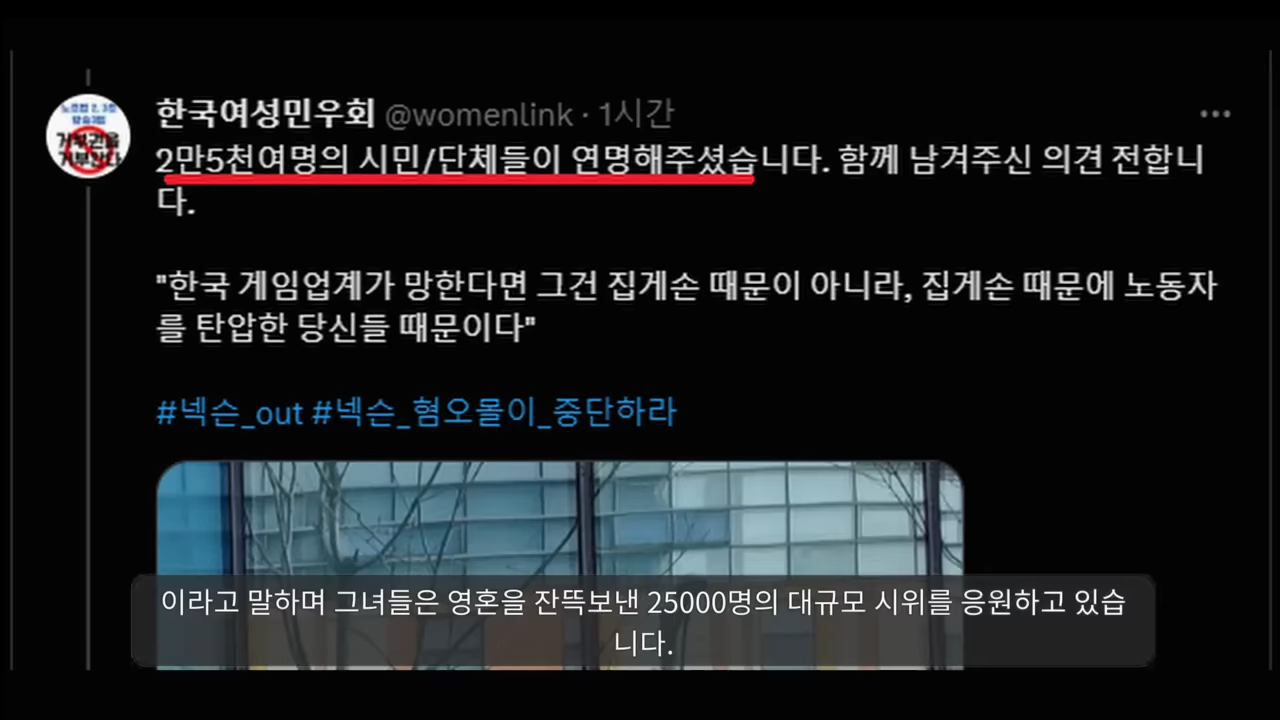 한국여성민우회 @womenlink · 1시간
2만5천여명의 시민/단체들이 연명해주셨습니다. 함께 남겨주신 의견 전합니
다.
"한국 게임업계가 망한다면 그건 집게손 때문이 아니라, 집게손 때문에 노동자
를 탄압한 당신들 때문이다"
#넥슨_out #넥슨_혐오몰이_중단하라
이라고 말하며 그녀들은 영혼을 잔뜩보낸 25000명의 대규모 시위를 응원하고 있습
니다.